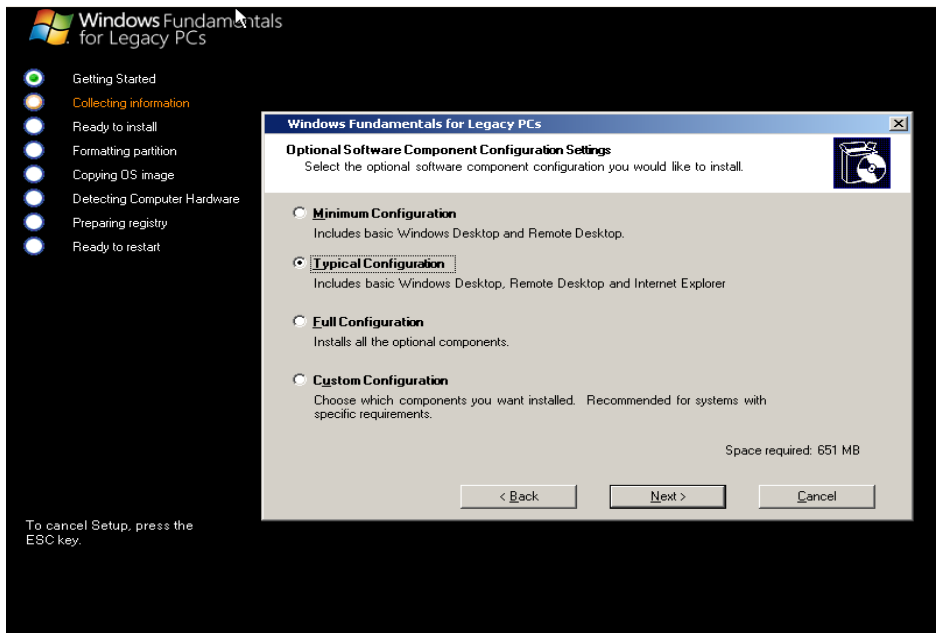 Windows Fundamentals
for Legacy PCs
Getting Started
Collecting information
Ready to install
Formatting partition
Copying OS image
Detecting Computer Hardware
Preparing registry
Ready to restart
To cancel Setup, press the
ESC key.
Windows Fundamentals for Legacy PCs
Optional Software Component Configuration Settings
Select the optional software component configuration you would like to install.
Minimum Configuration
Includes basic Windows Desktop and Remote Desktop.
Typical Configuration
Includes basic Windows Desktop, Remote Desktop and Internet Explorer
Full Configuration
Installs all the optional components.
Custom Configuration
Choose which components you want installed. Recommended for systems with
specific requirements.
Space required: 651 MB
< Back Next > Cancel